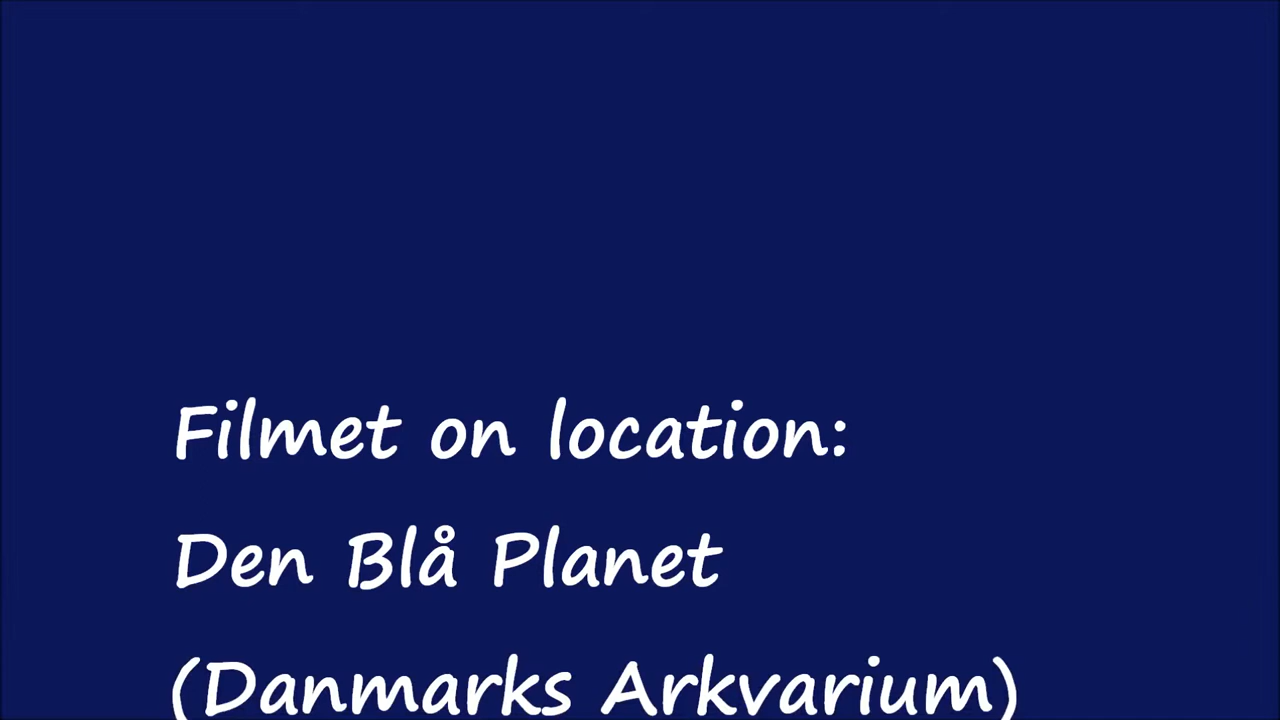 Filmet on location:
Den Blå Planet
(Danmarks Arkvarium)